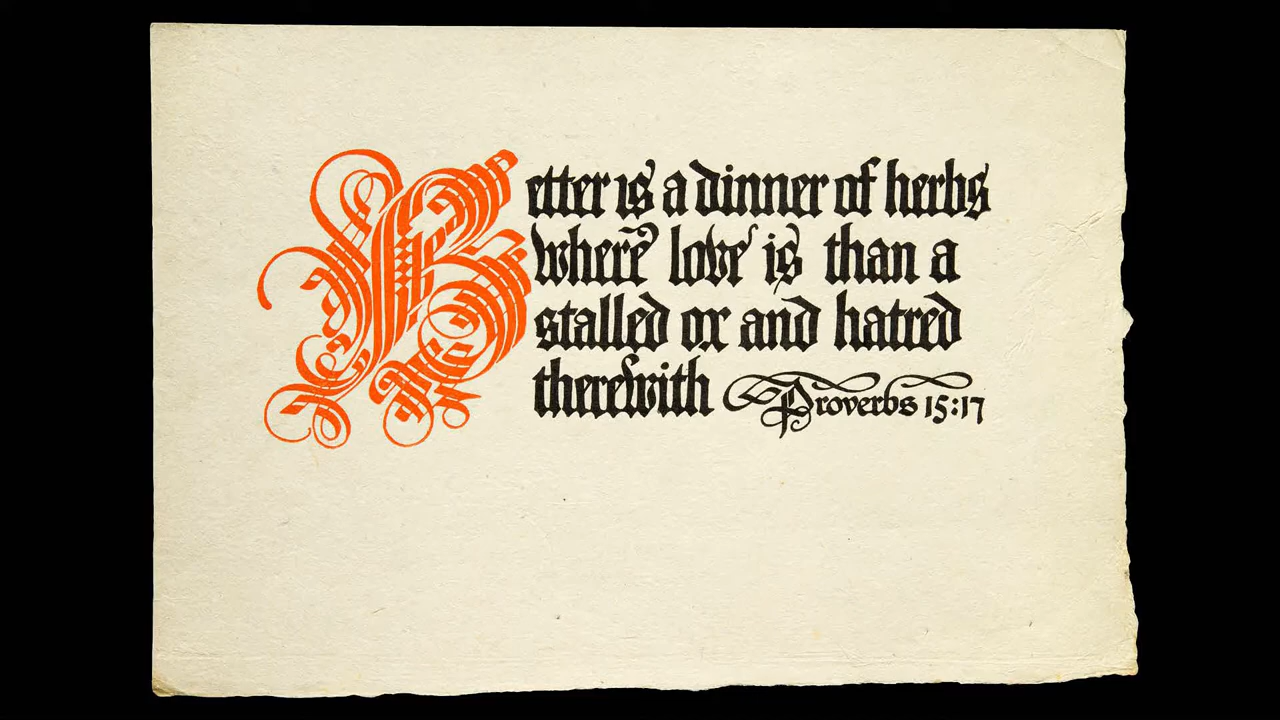 Better is a dinner of herbs
where love is than a
stalled ox and hatred
therewith Proverbs 15:17